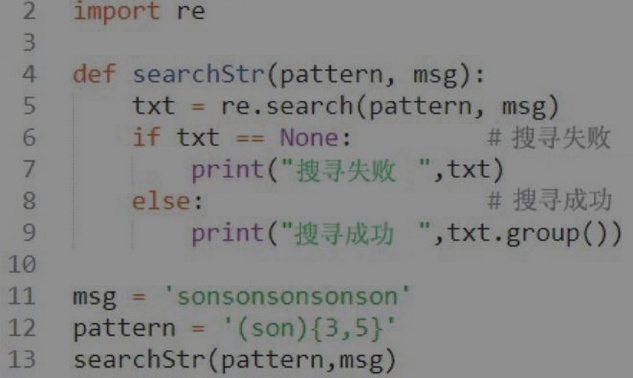 2 import re
3
4 def searchStr(pattern, msg):
5     txt = re.search(pattern, msg)
6     if txt == None:         # 搜寻失败
7         print("搜寻失败 ",txt)
8     else:                   # 搜寻成功
9         print("搜寻成功 ",txt.group())
10
11 msg = 'sonsonsonsonson'
12 pattern = '(son){3,5}'
13 searchStr(pattern,msg)